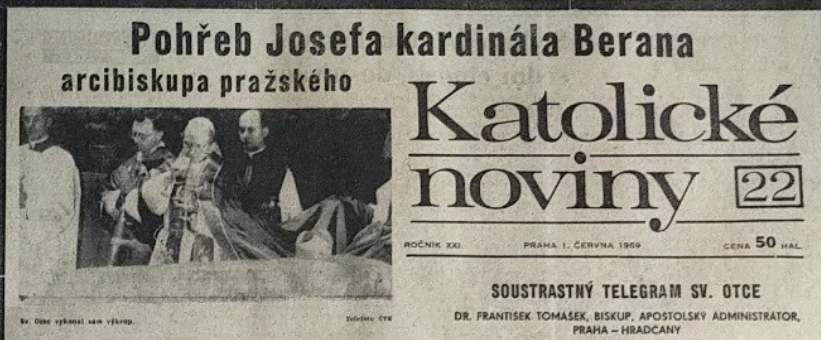 Pohřeb Josefa kardinála Berana
arcibiskupa pražského
Katolické
noviny 22
ROČNÍK XXI. PRAHA 1. ČERVNA 1969 CENA 50 HAL.
Sv. Otec vykonal sám výkrop. Telefoto ČTK
SOUSTRASTNÝ TELEGRAM SV. OTCE
DR. FRANTIŠEK TOMÁŠEK, BISKUP, APOŠTOLSKÝ ADMINISTRÁTOR,
PRAHA – HRADČANY